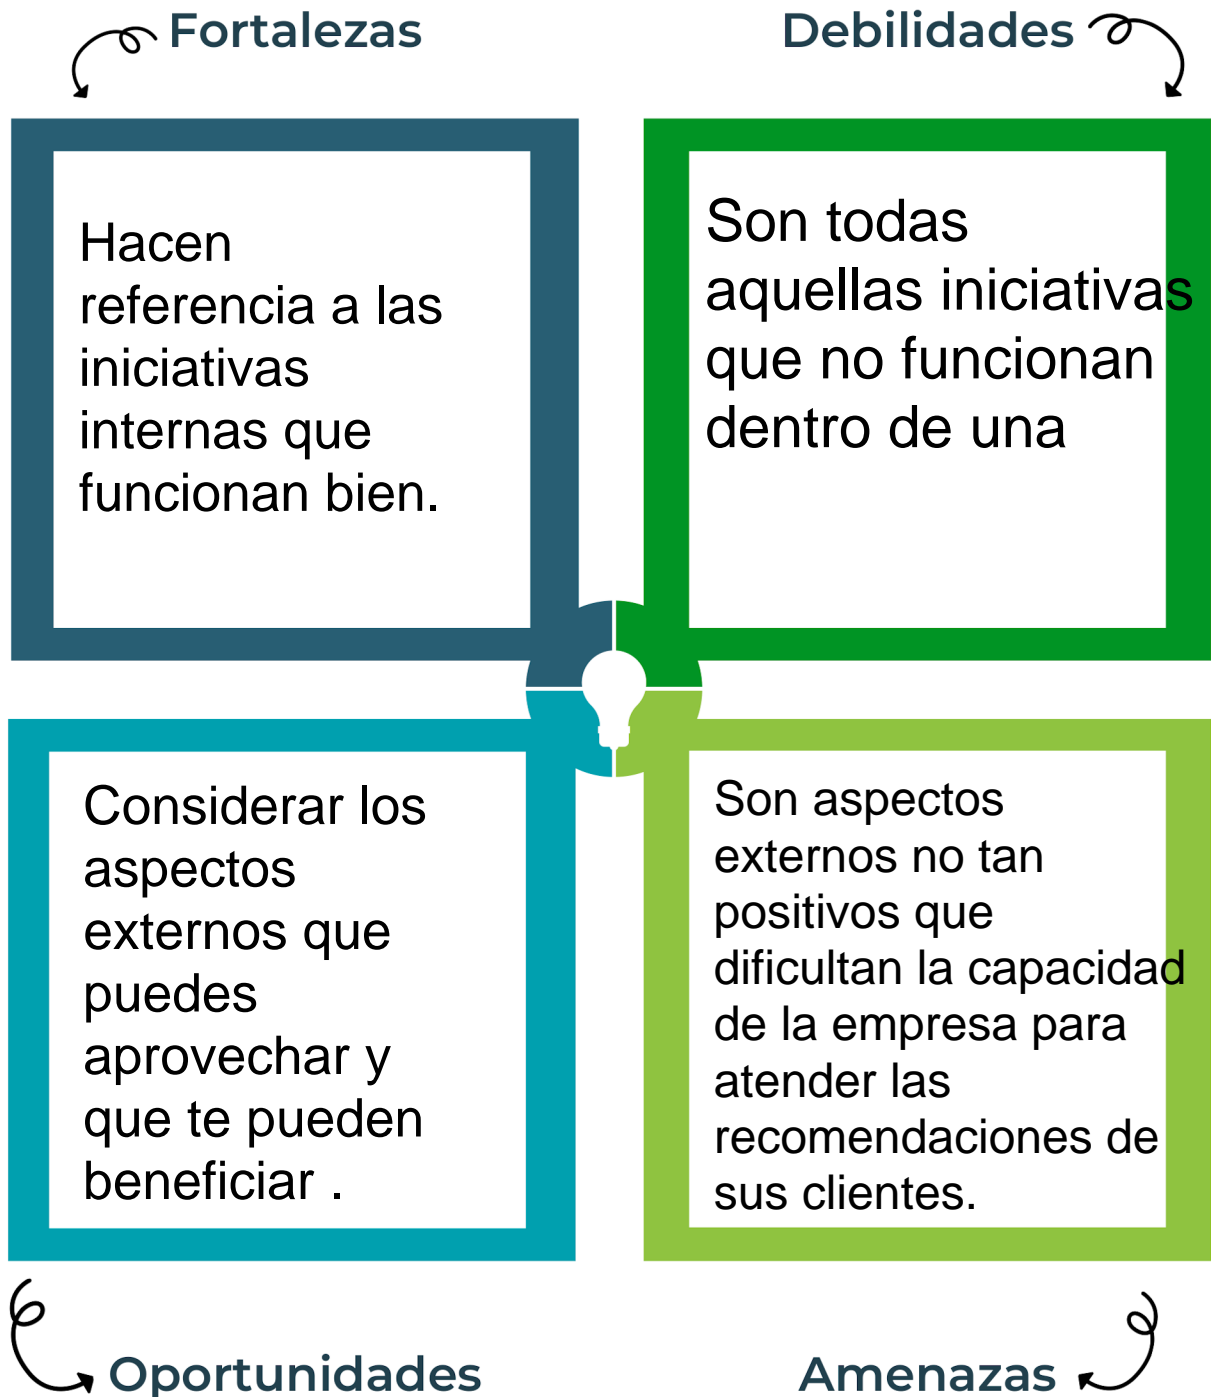 Fortalezas
Hacen
referencia a las
iniciativas
internas que
funcionan bien.
Debilidades
Son todas
aquellas iniciativas
que no funcionan
dentro de una
Considerar los
aspectos
externos que
puedes
aprovechar y
que te pueden
beneficiar .
Oportunidades
Son aspectos
externos no tan
positivos que
dificultan la capacidad
de la empresa para
atender las
recomendaciones de
sus clientes.
Amenazas